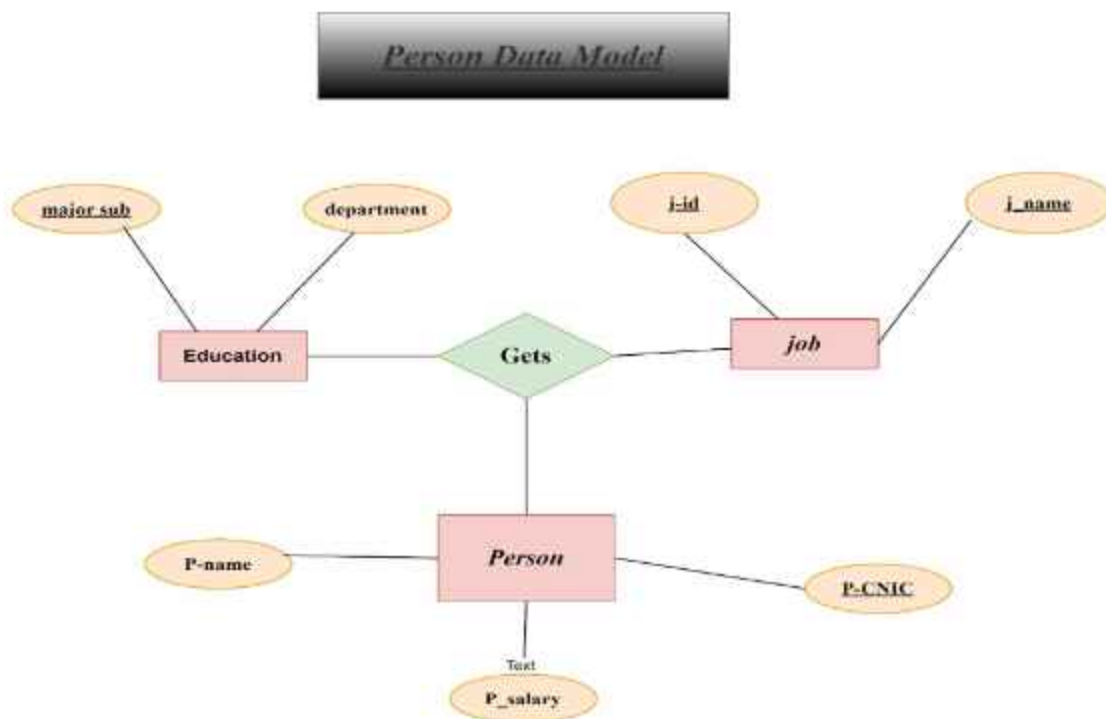 Person Data Model
major sub
department
j-id
j_name
Education
Gets
job
P-name
Person
P-CNIC
Text
P_salary